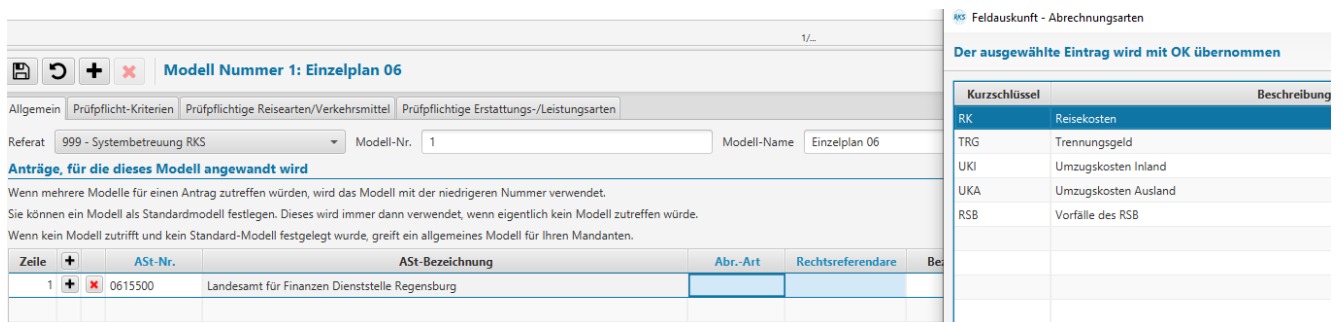 1/...
Modell Nummer 1: Einzelplan 06
Allgemein Prüfpflicht-Kriterien Prüfpflichtige Reisearten/Verkehrsmittel Prüfpflichtige Erstattungs-/Leistungsarten
Referat 999 - Systembetreuung RKS Modell-Nr. 1 Modell-Name Einzelplan 06
Anträge, für die dieses Modell angewandt wird
Wenn mehrere Modelle für einen Antrag zutreffen würden, wird das Modell mit der niedrigeren Nummer verwendet.
Sie können ein Modell als Standardmodell festlegen. Dieses wird immer dann verwendet, wenn eigentlich kein Modell zutreffen würde.
Wenn kein Modell zutrifft und kein Standard-Modell festgelegt wurde, greift ein allgemeines Modell für Ihren Mandanten.
Zeile ASt-Nr. ASt-Bezeichnung Abr.-Art Rechtsreferendare Bez
1 0615500 Landesamt für Finanzen Dienststelle Regensburg
RKS Feldauskunft - Abrechnungsarten
Der ausgewählte Eintrag wird mit OK übernommen
Kurzschlüssel Beschreibung
RK Reisekosten
TRG Trennungsgeld
UKI Umzugskosten Inland
UKA Umzugskosten Ausland
RSB Vorfälle des RSB